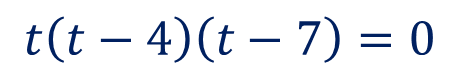 t(t − 4)(t − 7) = 0